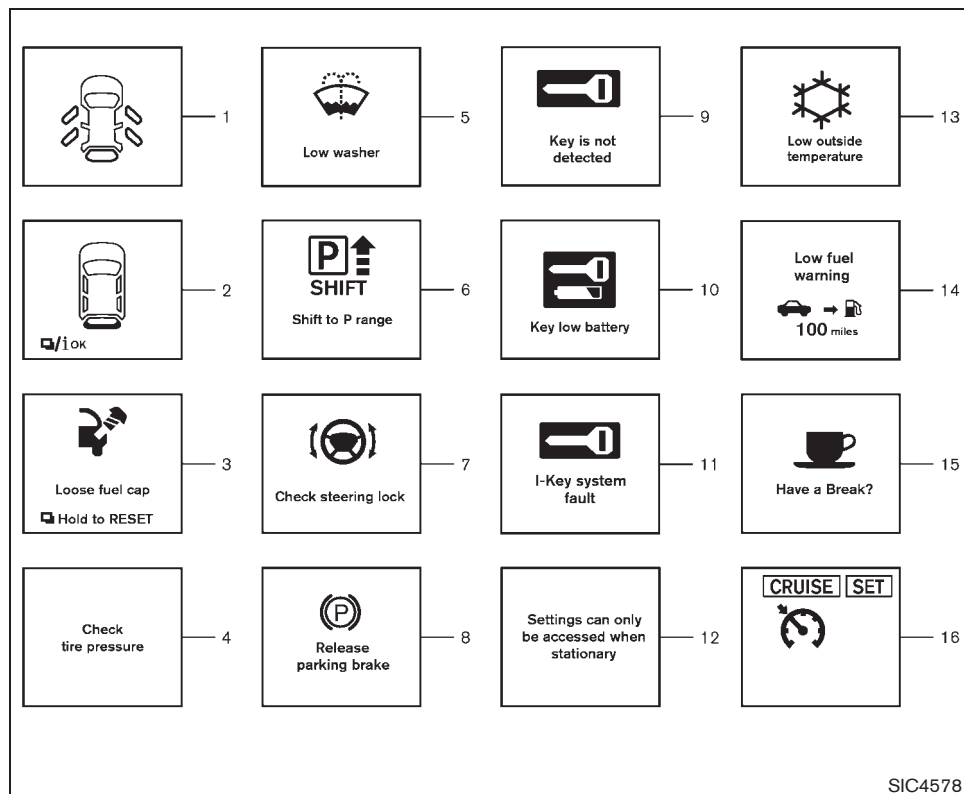 1
2
❐/i OK
3
Loose fuel cap
❐ Hold to RESET
4
Check
tire pressure
5
Low washer
6
P
SHIFT
Shift to P range
7
Check steering lock
8
P
Release
parking brake
9
Key is not
detected
10
Key low battery
11
I-Key system
fault
12
Settings can only
be accessed when
stationary
13
Low outside
temperature
14
Low fuel
warning
100 miles
15
Have a Break?
16
CRUISE SET
SIC4578